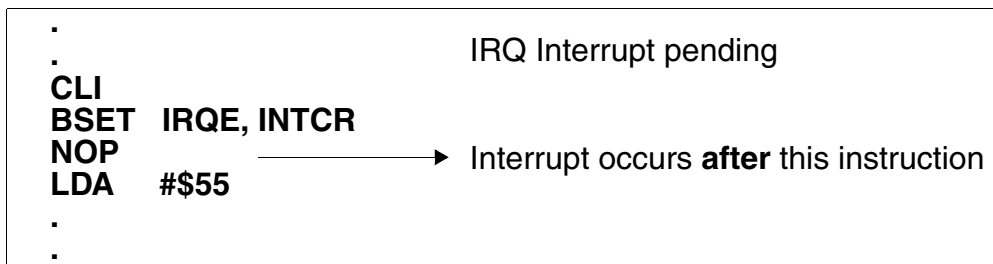 .
. IRQ Interrupt pending
CLI
BSET IRQE, INTCR
NOP Interrupt occurs after this instruction
LDA #$55
.
.